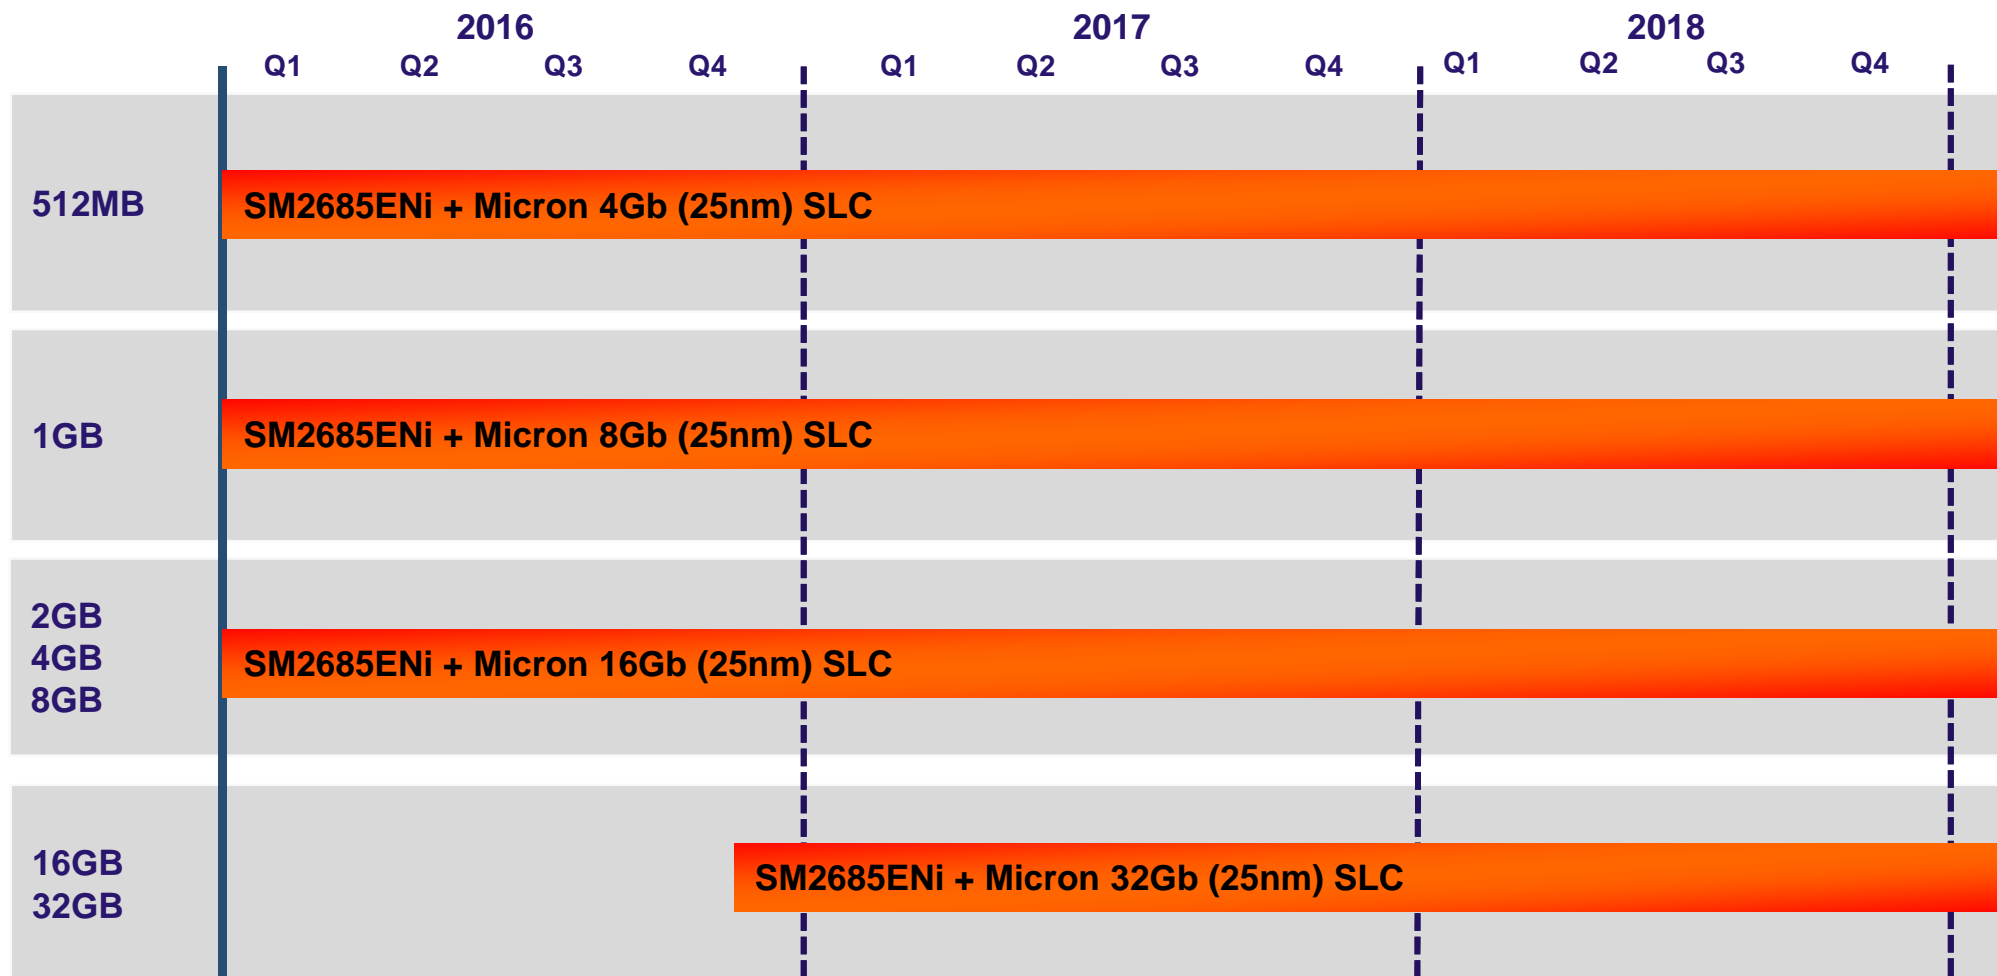 2016 2017 2018
Q1 Q2 Q3 Q4 Q1 Q2 Q3 Q4 Q1 Q2 Q3 Q4
512MB
SM2685ENi + Micron 4Gb (25nm) SLC
1GB
SM2685ENi + Micron 8Gb (25nm) SLC
2GB
4GB
8GB
SM2685ENi + Micron 16Gb (25nm) SLC
16GB
32GB
SM2685ENi + Micron 32Gb (25nm) SLC